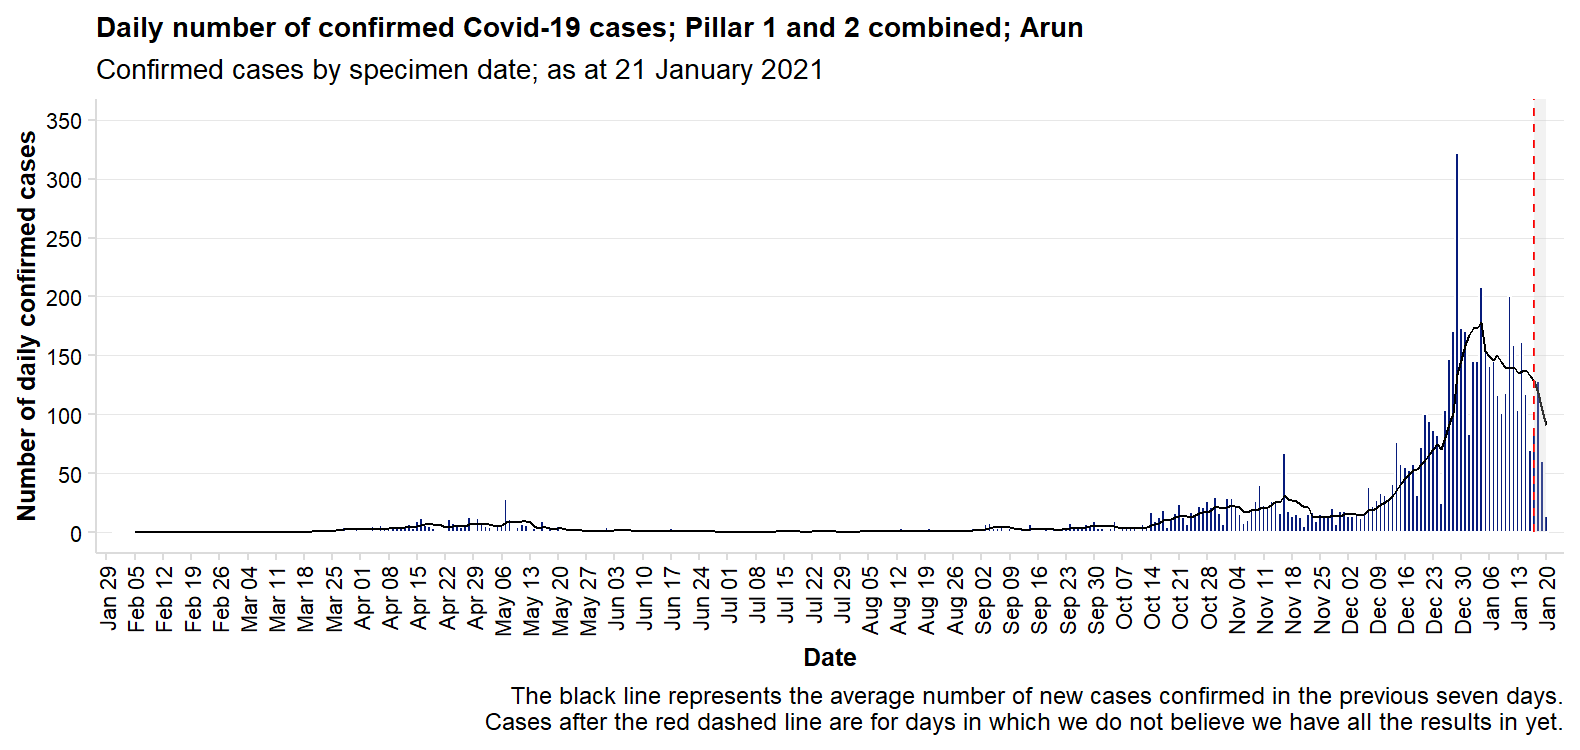 Daily number of confirmed Covid-19 cases; Pillar 1 and 2 combined; Arun
Confirmed cases by specimen date; as at 21 January 2021
Number of daily confirmed cases
350
300
250
200
150
100
50
0
Jan 29
Feb 05
Feb 12
Feb 19
Feb 26
Mar 04
Mar 11
Mar 18
Mar 25
Apr 01
Apr 08
Apr 15
Apr 22
Apr 29
May 06
May 13
May 20
May 27
Jun 03
Jun 10
Jun 17
Jun 24
Jul 01
Jul 08
Jul 15
Jul 22
Jul 29
Aug 05
Aug 12
Aug 19
Aug 26
Sep 02
Sep 09
Sep 16
Sep 23
Sep 30
Oct 07
Oct 14
Oct 21
Oct 28
Nov 04
Nov 11
Nov 18
Nov 25
Dec 02
Dec 09
Dec 16
Dec 23
Dec 30
Jan 06
Jan 13
Jan 20
Date
The black line represents the average number of new cases confirmed in the previous seven days.
Cases after the red dashed line are for days in which we do not believe we have all the results in yet.